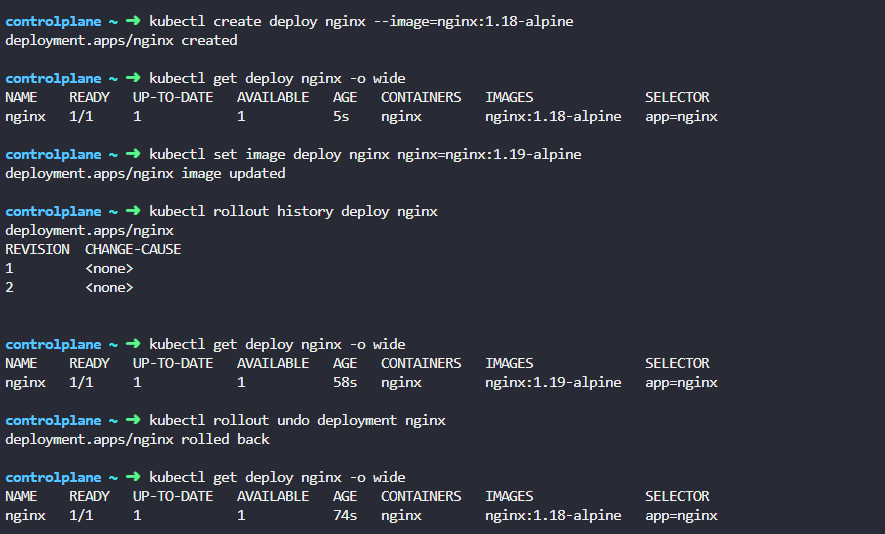 controlplane ~ ➜ kubectl create deploy nginx --image=nginx:1.18-alpine
deployment.apps/nginx created
controlplane ~ ➜ kubectl get deploy nginx -o wide
NAME READY UP-TO-DATE AVAILABLE AGE CONTAINERS IMAGES SELECTOR
nginx 1/1 1 1 5s nginx nginx:1.18-alpine app=nginx
controlplane ~ ➜ kubectl set image deploy nginx nginx=nginx:1.19-alpine
deployment.apps/nginx image updated
controlplane ~ ➜ kubectl rollout history deploy nginx
deployment.apps/nginx
REVISION CHANGE-CAUSE
1 <none>
2 <none>
controlplane ~ ➜ kubectl get deploy nginx -o wide
NAME READY UP-TO-DATE AVAILABLE AGE CONTAINERS IMAGES SELECTOR
nginx 1/1 1 1 58s nginx nginx:1.19-alpine app=nginx
controlplane ~ ➜ kubectl rollout undo deployment nginx
deployment.apps/nginx rolled back
controlplane ~ ➜ kubectl get deploy nginx -o wide
NAME READY UP-TO-DATE AVAILABLE AGE CONTAINERS IMAGES SELECTOR
nginx 1/1 1 1 74s nginx nginx:1.18-alpine app=nginx